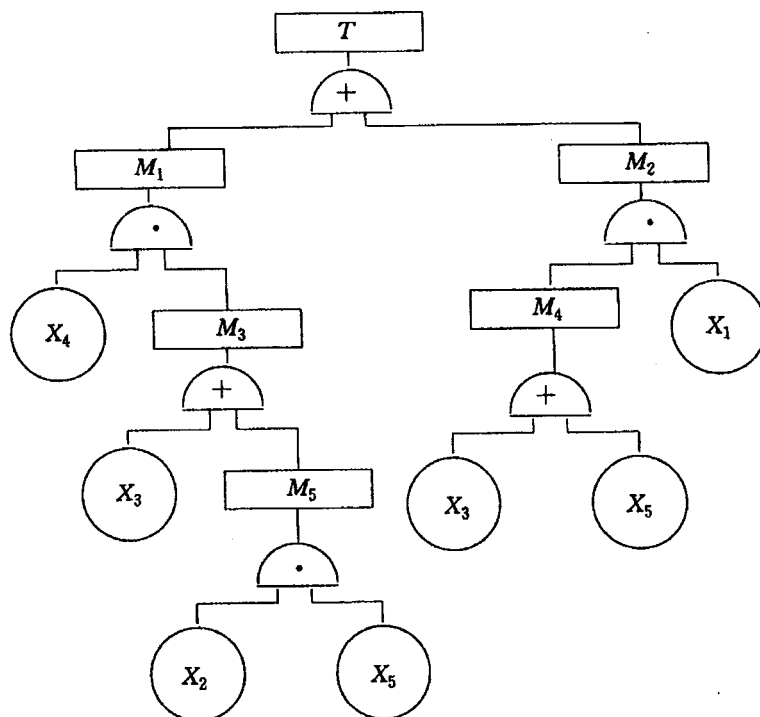 T
+
M₁ M₂
· ·
X₄ M₃ M₄ X₁
+ +
X₃ M₅ X₃ X₅
·
X₂ X₅